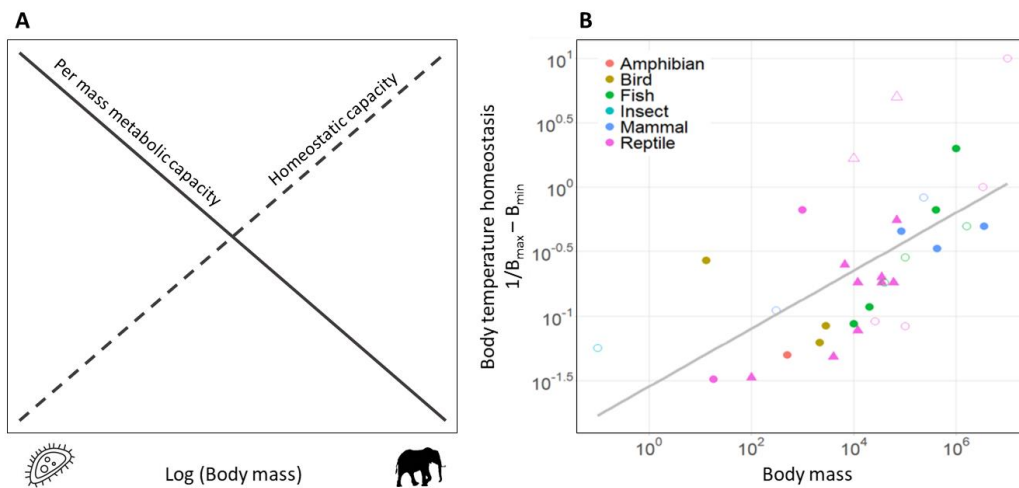 A
Per mass metabolic capacity
Homeostatic capacity
Log (Body mass)
B
Body temperature homeostasis
1/Bmax – Bmin
10^1
10^0.5
10^0
10^-0.5
10^-1
10^-1.5
Amphibian
Bird
Fish
Insect
Mammal
Reptile
10^0 10^2 10^4 10^6
Body mass